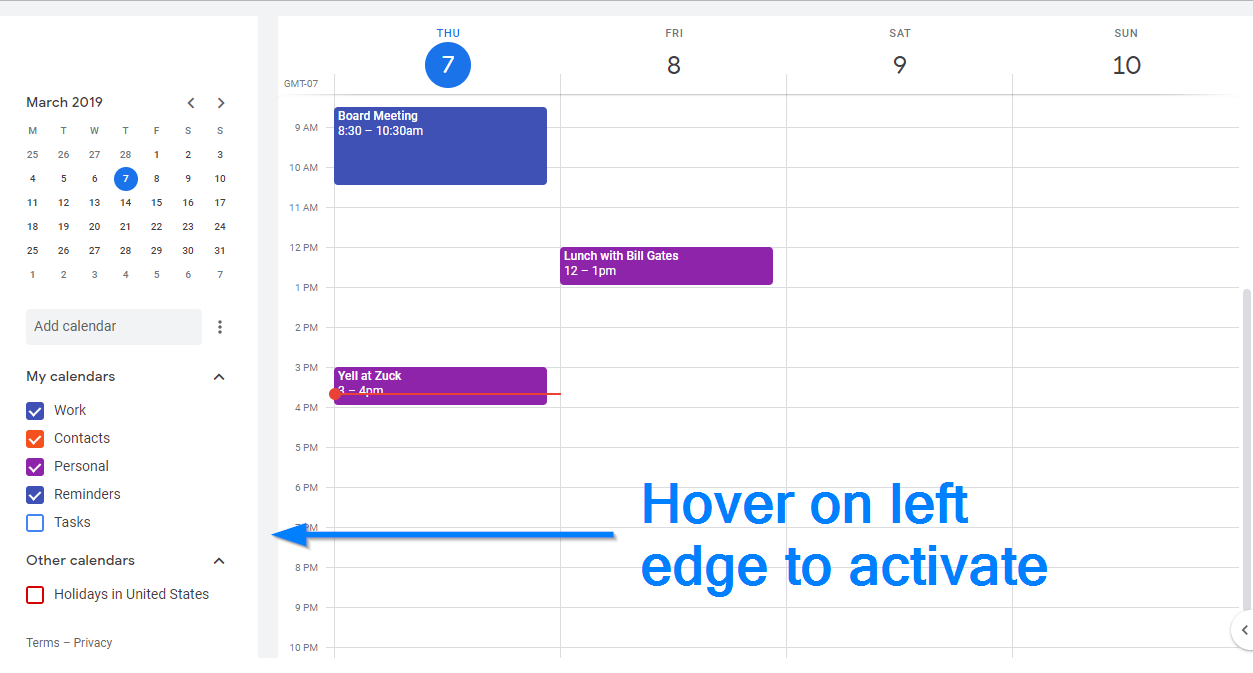 March 2019
M T W T F S S
25 26 27 28 1 2 3
4 5 6 7 8 9 10
11 12 13 14 15 16 17
18 19 20 21 22 23 24
25 26 27 28 29 30 31
1 2 3 4 5 6 7
Add calendar
My calendars
Work
Contacts
Personal
Reminders
Tasks
Other calendars
Holidays in United States
Terms – Privacy
THU FRI SAT SUN
7 8 9 10
GMT-07
Board Meeting
8:30 – 10:30am
9 AM
10 AM
11 AM
12 PM
Lunch with Bill Gates
12 – 1pm
1 PM
2 PM
3 PM
Yell at Zuck
3 – 4pm
4 PM
5 PM
6 PM
Hover on left
edge to activate
7 PM
8 PM
9 PM
10 PM